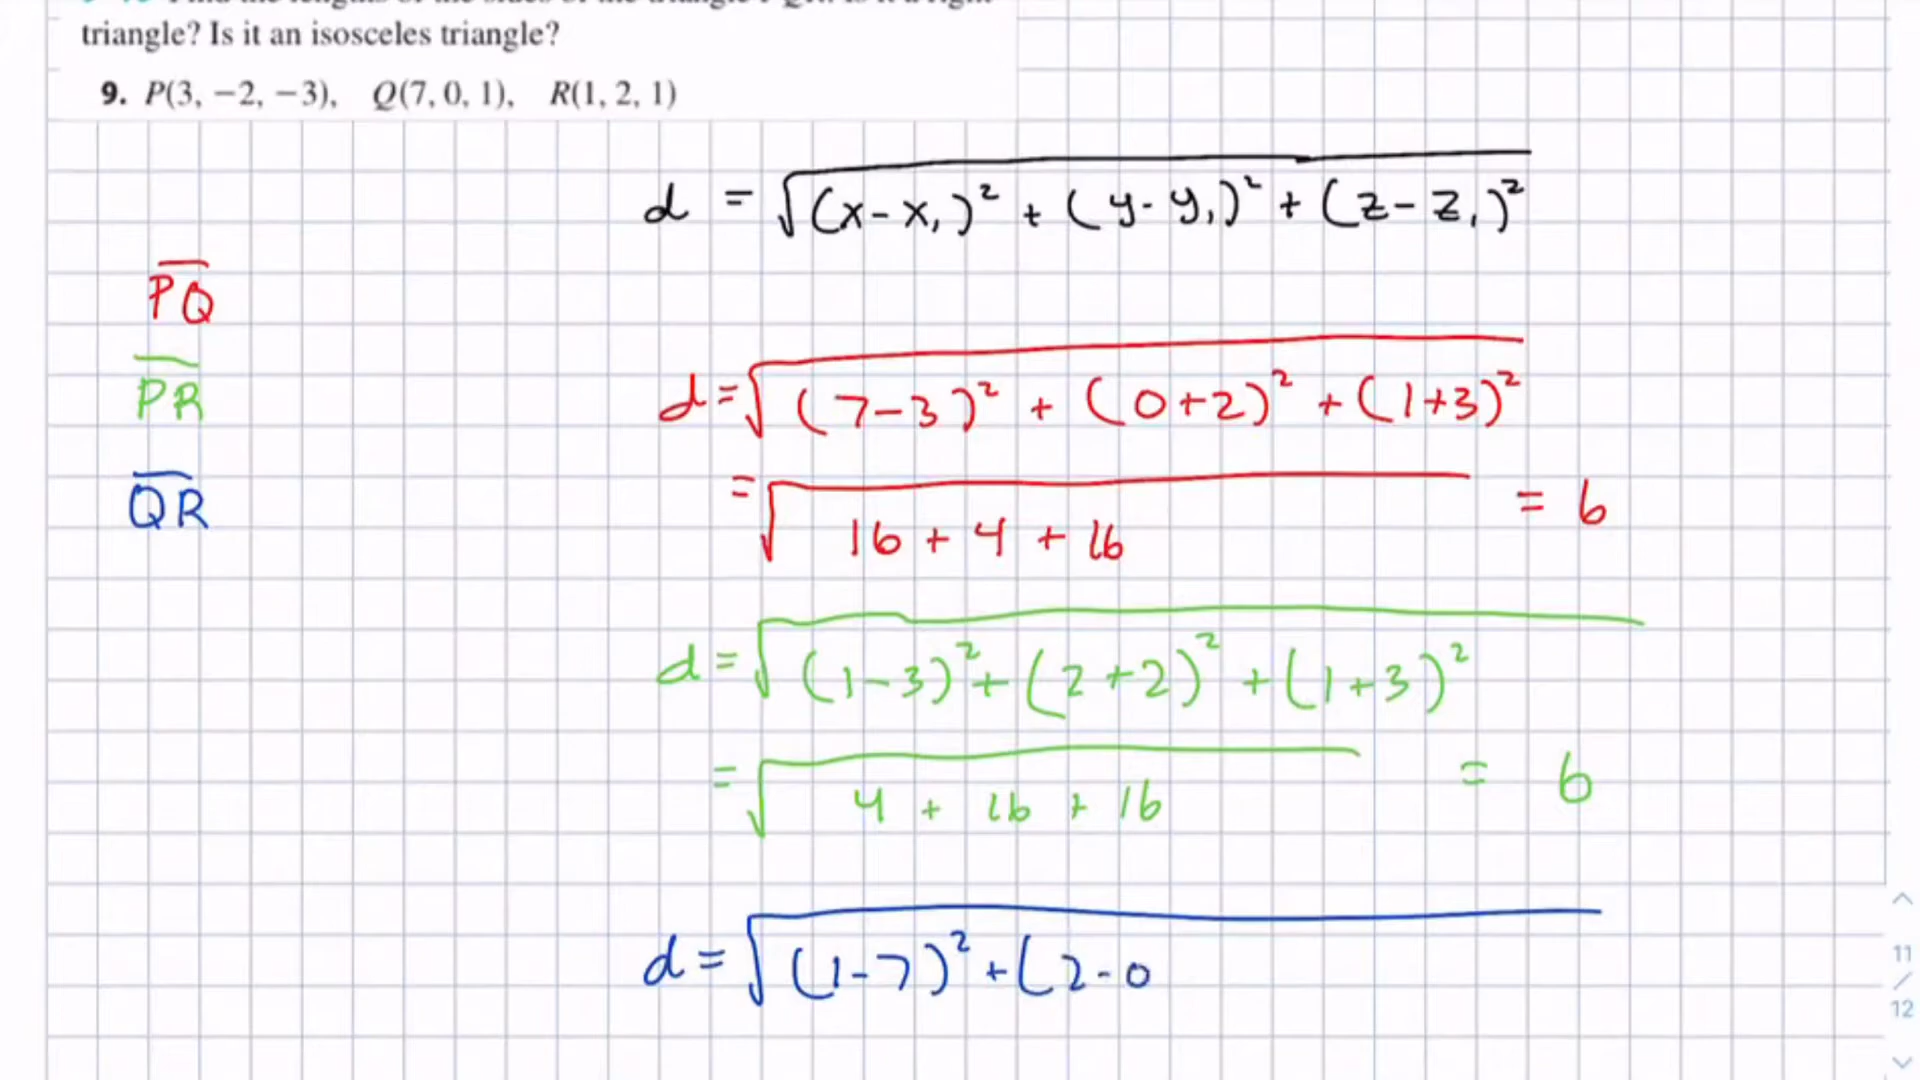 triangle? Is it an isosceles triangle?
9. P(3, −2, −3), Q(7, 0, 1), R(1, 2, 1)
d = √(x-x₁)² + (y-y₁)² + (z-z₁)²
PQ
PR
QR
d=√(7-3)² + (0+2)² + (1+3)²
=√16 + 4 + 16 = 6
d=√(1-3)² + (2+2)² + (1+3)²
=√4 + 16 + 16 = 6
d=√(1-7)² + (2-0
11
/
12